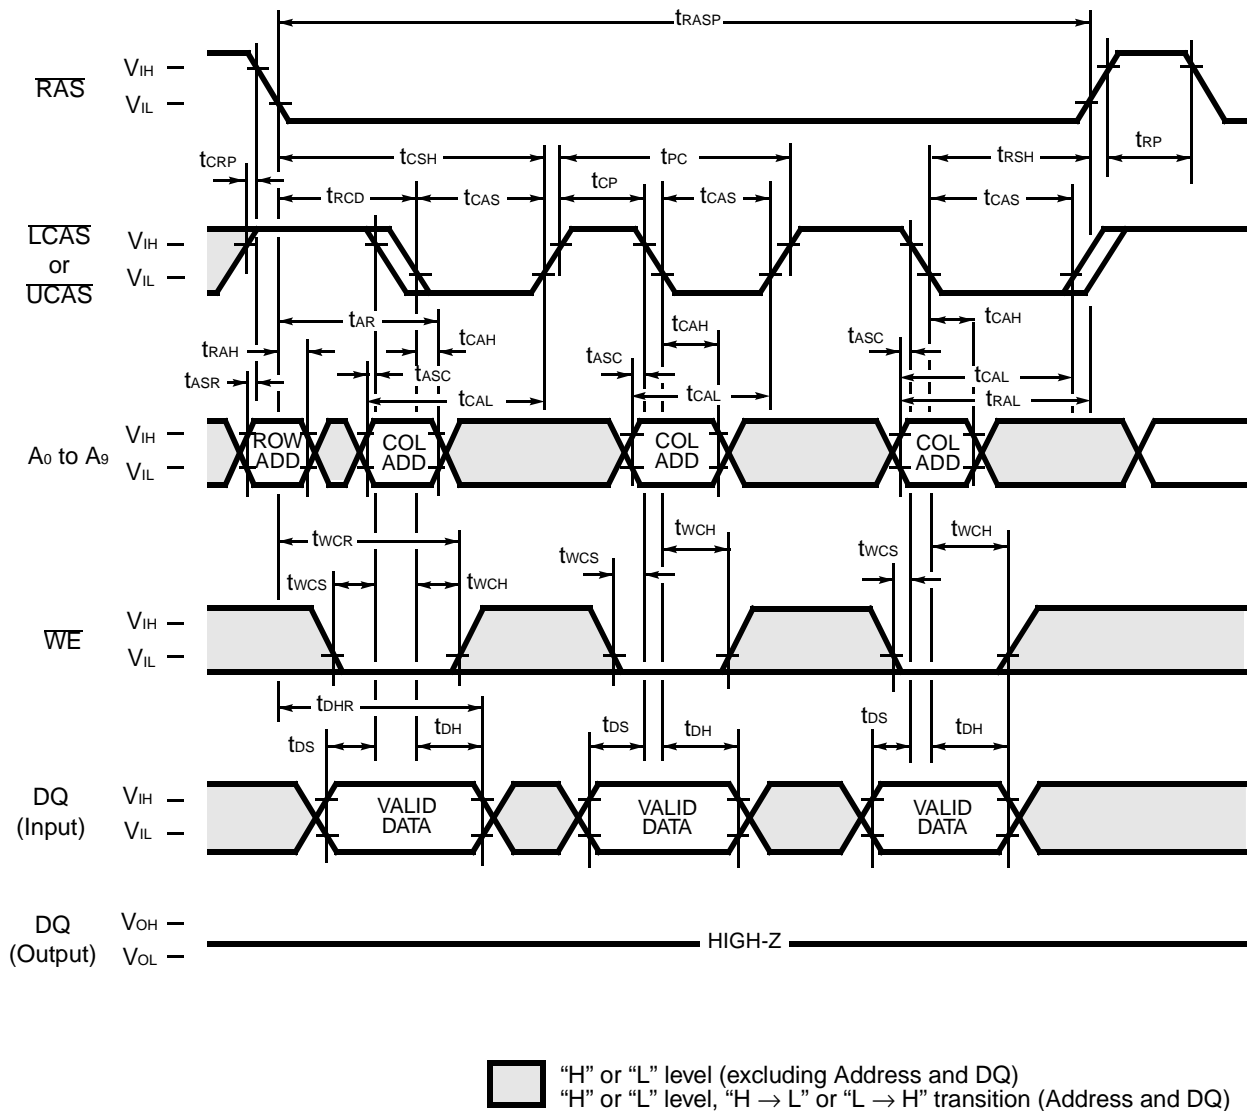 tRASP
RAS
VIH
VIL
tCRP
tCSH
tPC
tRSH
tRP
tRCD
tCAS
tCP
tCAS
tCAS
LCAS
or
UCAS
VIH
VIL
tAR
tRAH
tCAH
tASR
tASC
tCAL
tCAH
tASC
tCAL
tCAH
tASC
tCAL
tRAL
A0 to A9
VIH
VIL
ROW
ADD
COL
ADD
COL
ADD
COL
ADD
tWCR
tWCS
tWCH
tWCS
tWCH
tWCS
tWCH
WE
VIH
VIL
tDHR
tDS
tDH
tDS
tDH
tDS
tDH
DQ
(Input)
VIH
VIL
VALID
DATA
VALID
DATA
VALID
DATA
DQ
(Output)
VOH
VOL
HIGH-Z
“H” or “L” level (excluding Address and DQ)
“H” or “L” level, “H → L” or “L → H” transition (Address and DQ)